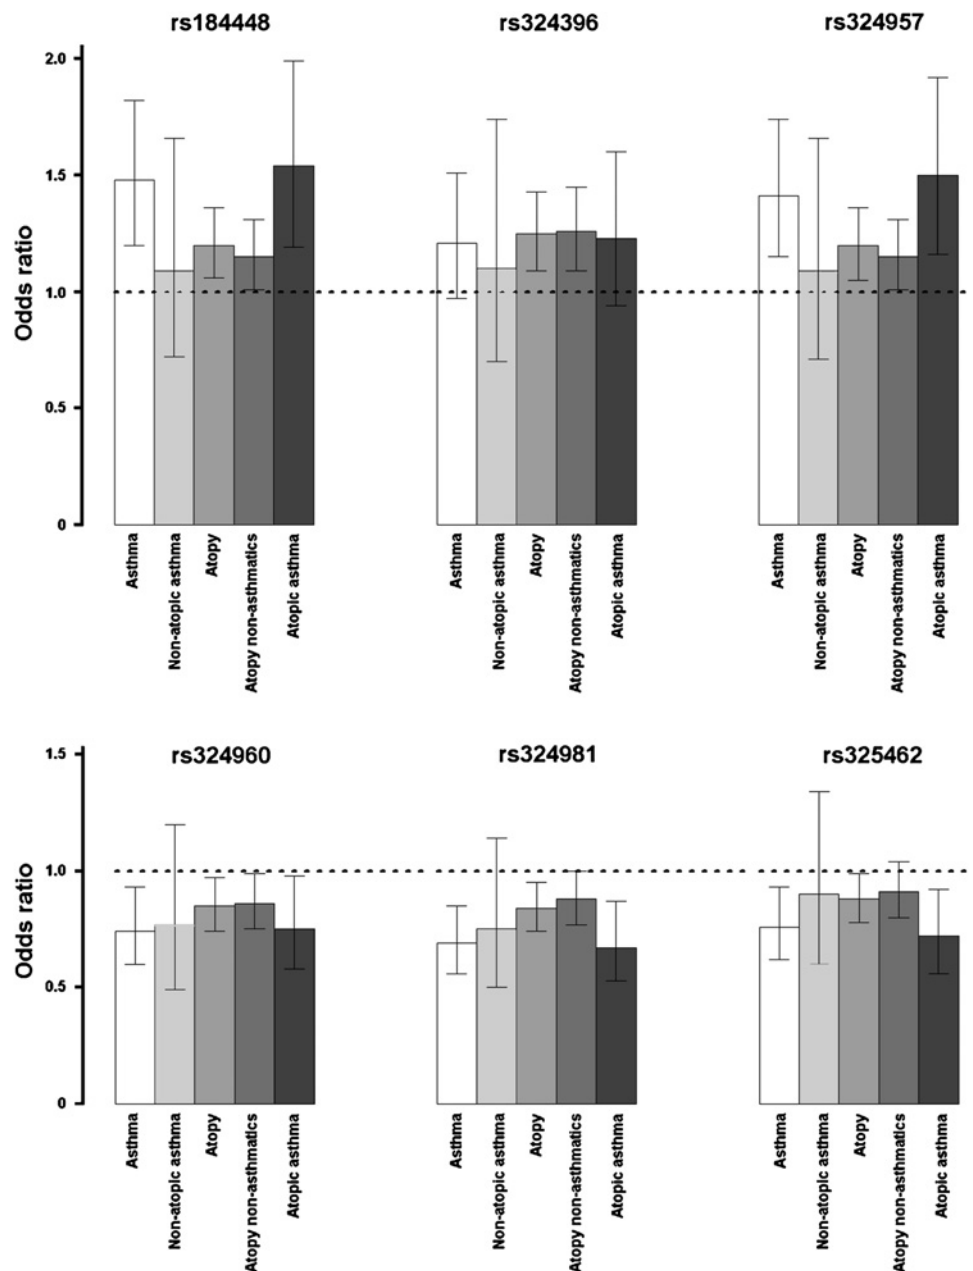 rs184448 rs324396 rs324957
2.0
1.5
1.0
0.5
0
Odds ratio
Asthma
Non-atopic asthma
Atopy
Atopy non-asthmatics
Atopic asthma
Asthma
Non-atopic asthma
Atopy
Atopy non-asthmatics
Atopic asthma
Asthma
Non-atopic asthma
Atopy
Atopy non-asthmatics
Atopic asthma
rs324960 rs324981 rs325462
1.5
1.0
0.5
0
Odds ratio
Asthma
Non-atopic asthma
Atopy
Atopy non-asthmatics
Atopic asthma
Asthma
Non-atopic asthma
Atopy
Atopy non-asthmatics
Atopic asthma
Asthma
Non-atopic asthma
Atopy
Atopy non-asthmatics
Atopic asthma